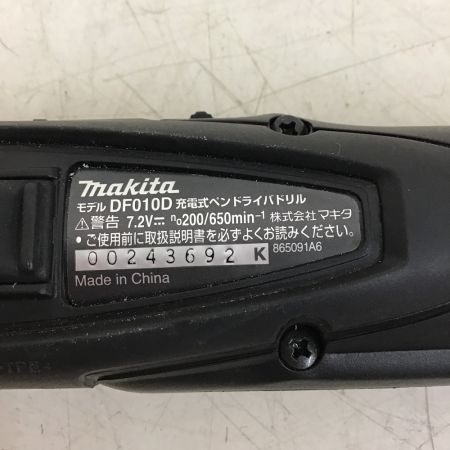 makita
モデル DF010D 充電式ペンドライバドリル
⚠警告 7.2V⎓ n₀200/650min⁻¹ 株式会社マキタ
• ご使用前に取扱説明書を必ずよくお読みください。
00243692 K 865091A6
Made in China